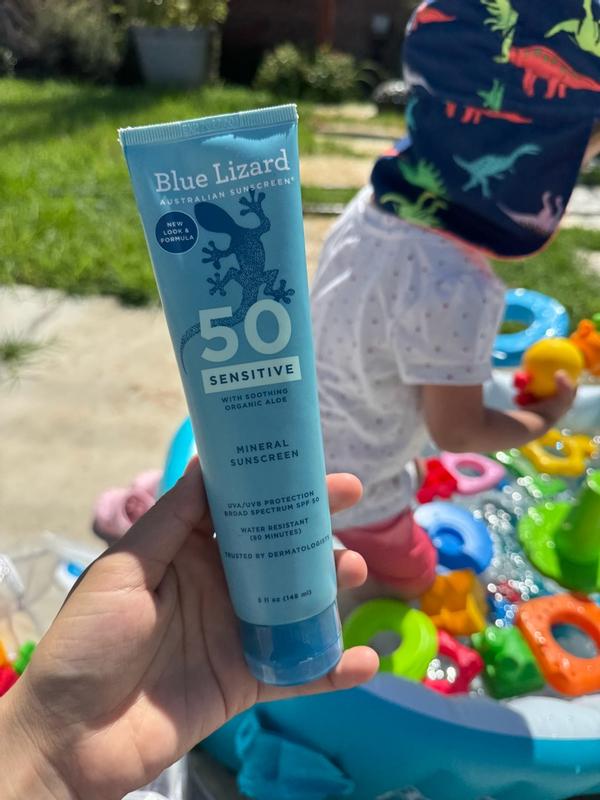 Blue Lizard
AUSTRALIAN SUNSCREEN®
NEW
LOOK &
FORMULA
50
SENSITIVE
WITH SOOTHING
ORGANIC ALOE
MINERAL
SUNSCREEN
UVA/UVB PROTECTION
BROAD SPECTRUM SPF 50
WATER RESISTANT
(80 MINUTES)
TRUSTED BY DERMATOLOGISTS
5 fl oz (148 ml)